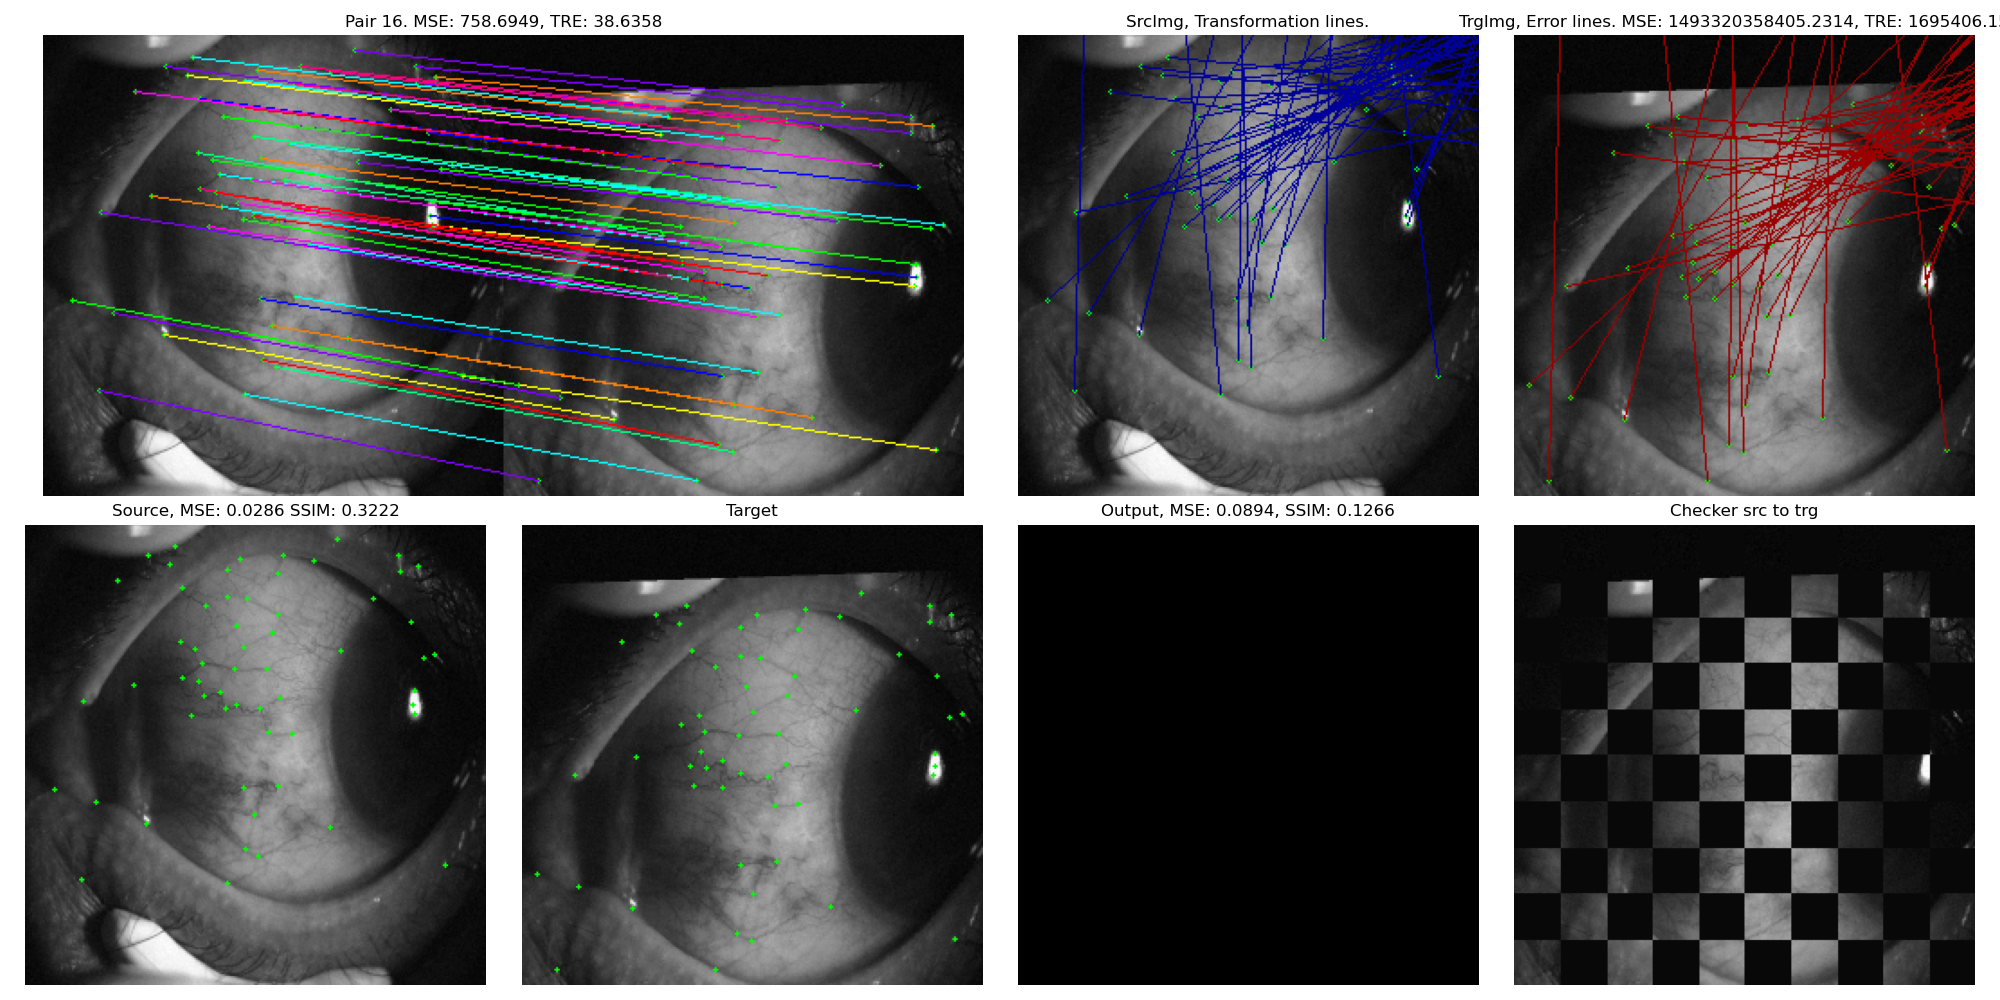 Pair 16. MSE: 758.6949, TRE: 38.6358
SrcImg, Transformation lines.
TrgImg, Error lines. MSE: 1493320358405.2314, TRE: 1695406.1
Source, MSE: 0.0286 SSIM: 0.3222
Target
Output, MSE: 0.0894, SSIM: 0.1266
Checker src to trg